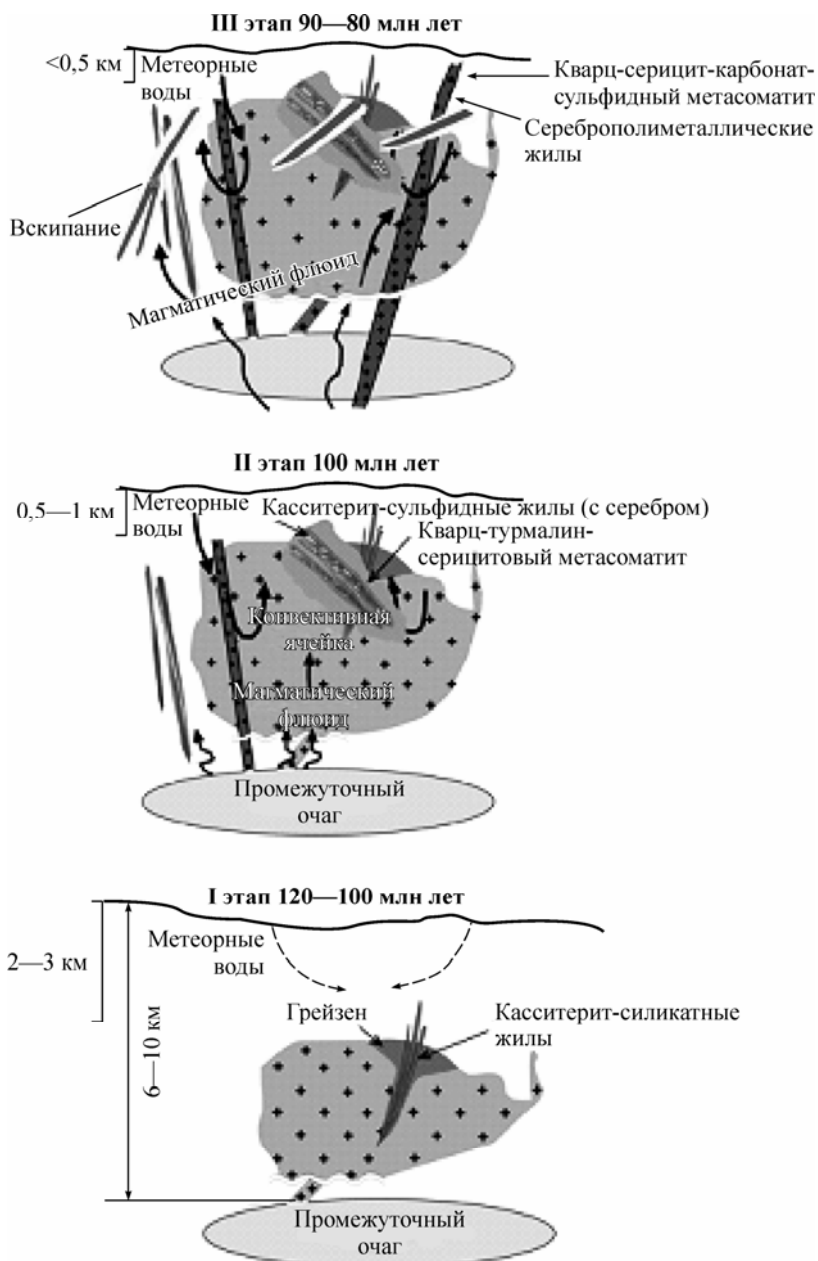 III этап 90—80 млн лет
<0,5 км
Метеорные
воды
Кварц-серицит-карбонат-
сульфидный метасоматит
Сереброполиметаллические
жилы
Вскипание
Магматический флюид
II этап 100 млн лет
0,5—1 км
Метеорные
воды
Касситерит-сульфидные жилы (с серебром)
Кварц-турмалин-
серицитовый метасоматит
Конвективная
ячейка
Магматический
флюид
Промежуточный
очаг
I этап 120—100 млн лет
2—3 км
6—10 км
Метеорные
воды
Грейзен
Касситерит-силикатные
жилы
Промежуточный
очаг